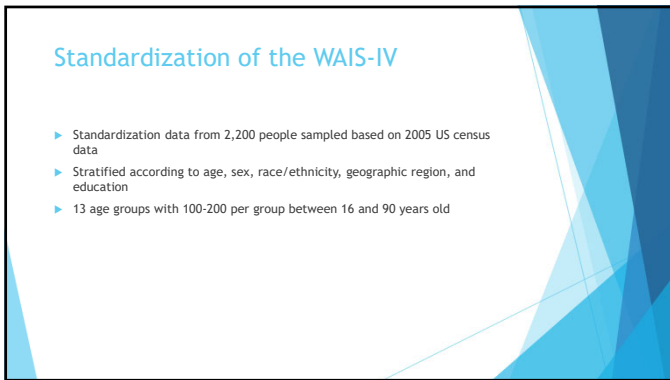 Standardization of the WAIS-IV
▶ Standardization data from 2,200 people sampled based on 2005 US census
data
▶ Stratified according to age, sex, race/ethnicity, geographic region, and
education
▶ 13 age groups with 100-200 per group between 16 and 90 years old